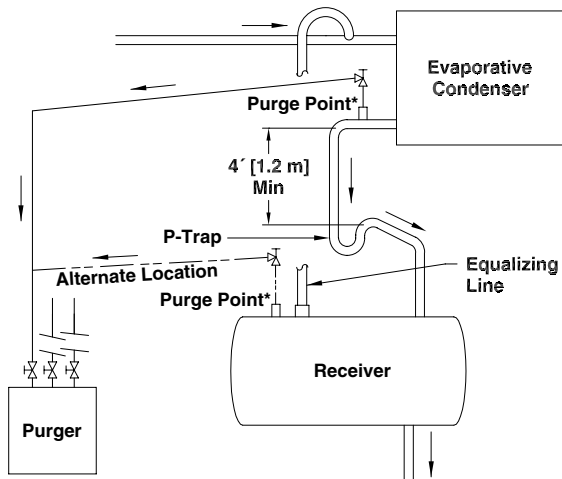 Evaporative
Condenser
Purge Point*
4´ [1.2 m]
Min
P-Trap
Alternate Location
Purge Point*
Equalizing
Line
Receiver
Purger